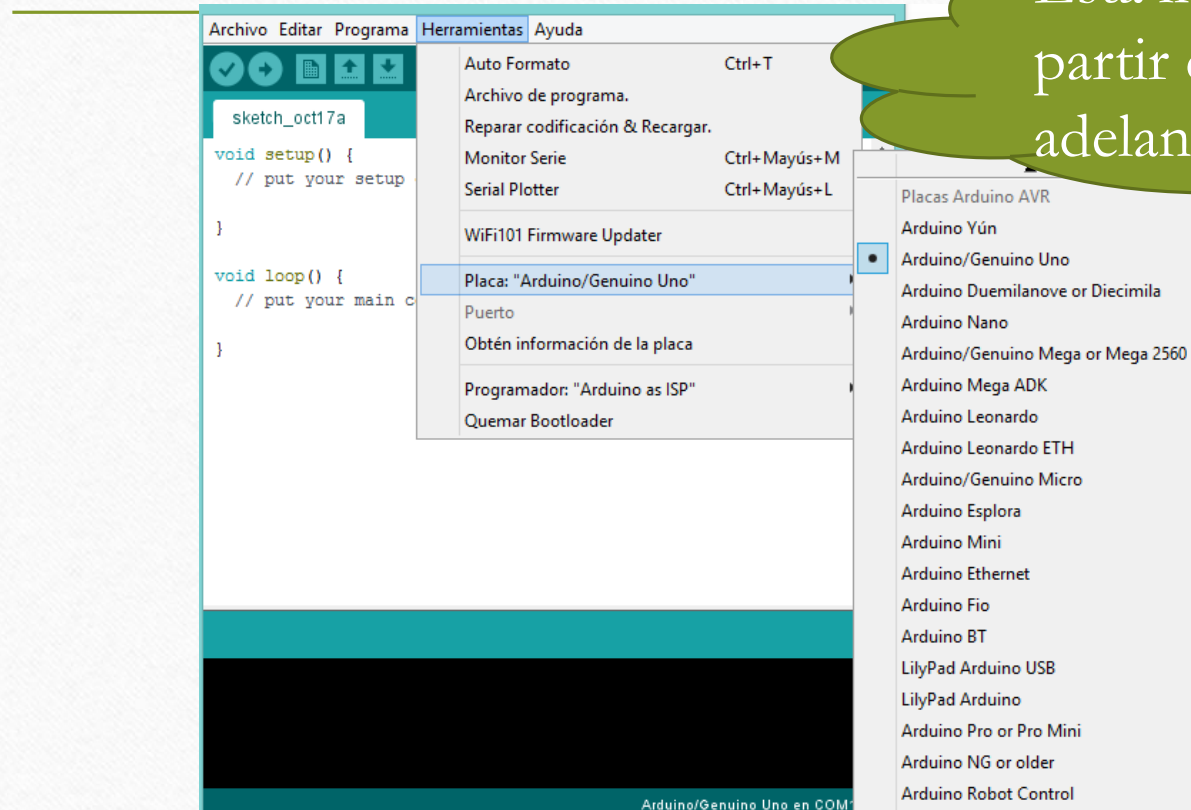 Archivo Editar Programa Herramientas Ayuda
sketch_oct17a
void setup() {
// put your setup
}
void loop() {
// put your main
}
Auto Formato Ctrl+T
Archivo de programa.
Reparar codificación & Recargar.
Monitor Serie Ctrl+Mayús+M
Serial Plotter Ctrl+Mayús+L
WiFi101 Firmware Updater
Placa: "Arduino/Genuino Uno"
Puerto
Obtén información de la placa
Programador: "Arduino as ISP"
Quemar Bootloader
partir
Placas Arduino AVR
Arduino Yún
Arduino/Genuino Uno
Arduino Duemilanove or Diecimila
Arduino Nano
Arduino/Genuino Mega or Mega 2560
Arduino Mega ADK
Arduino Leonardo
Arduino Leonardo ETH
Arduino/Genuino Micro
Arduino Esplora
Arduino Mini
Arduino Ethernet
Arduino Fio
Arduino BT
LilyPad Arduino USB
LilyPad Arduino
Arduino Pro or Pro Mini
Arduino NG or older
Arduino Robot Control
Arduino/Genuino Uno en COM1